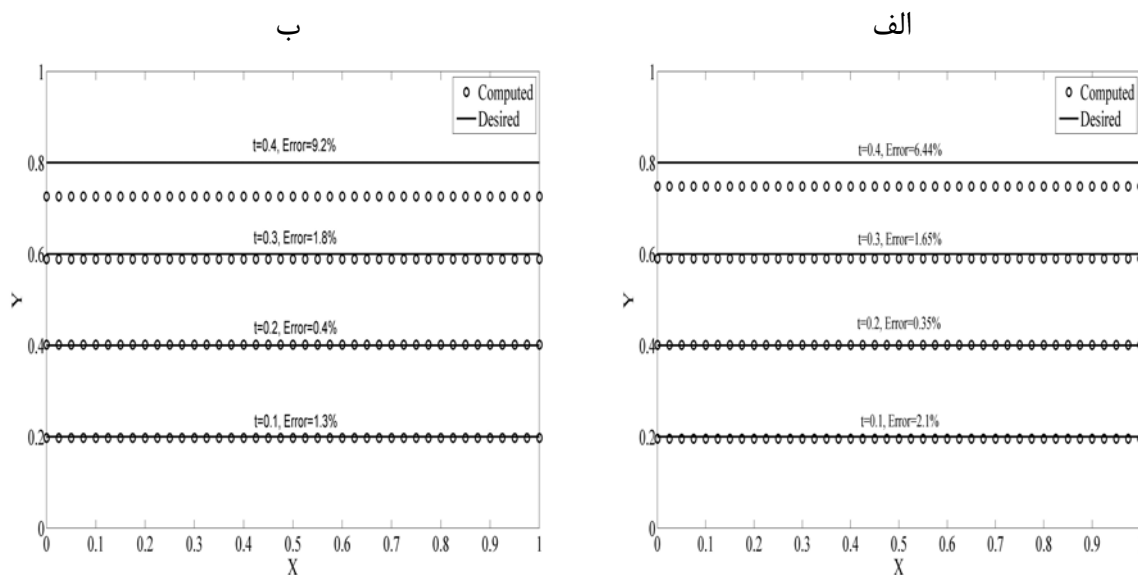 الف
ب
1
Computed
Desired
t=0.4, Error=9.2%
0.8
t=0.3, Error=1.8%
0.6
Y
t=0.2, Error=0.4%
0.4
t=0.1, Error=1.3%
0.2
0
0 0.1 0.2 0.3 0.4 0.5 0.6 0.7 0.8 0.9 1
X
1
Computed
Desired
t=0.4, Error=6.44%
0.8
t=0.3, Error=1.65%
0.6
Y
t=0.2, Error=0.35%
0.4
t=0.1, Error=2.1%
0.2
0
0 0.1 0.2 0.3 0.4 0.5 0.6 0.7 0.8 0.9
X